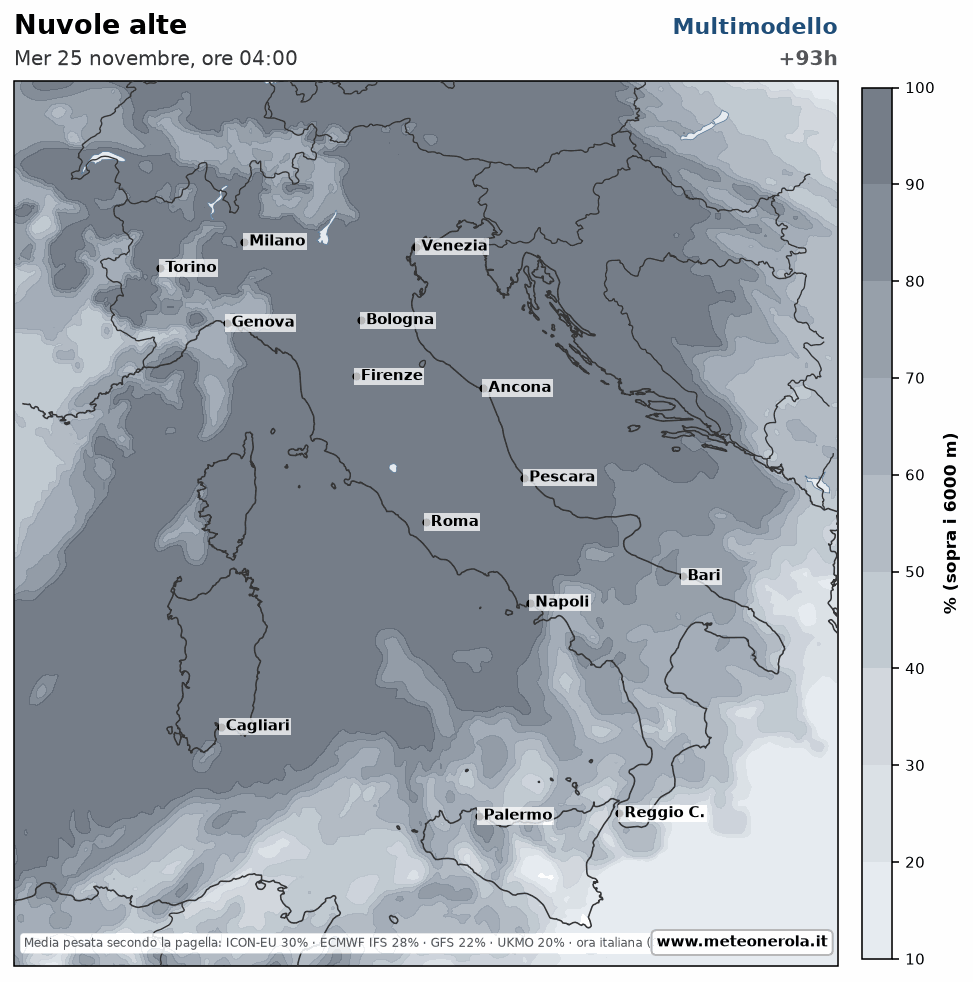 Nuvole alte
Multimodello
Mer 25 novembre, ore 04:00
+93h
100
90
80
70
60
50
40
30
20
10
% (sopra i 6000 m)
Milano
Venezia
Torino
Genova
Bologna
Firenze
Ancona
Pescara
Roma
Bari
Napoli
Cagliari
Palermo
Reggio C.
Media pesata secondo la pagella: ICON-EU 30% · ECMWF IFS 28% · GFS 22% · UKMO 20% · ora italiana (
www.meteonerola.it